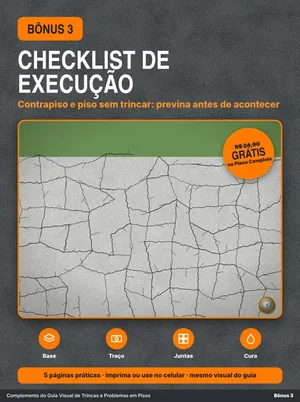 BÔNUS 3
CHECKLIST DE
EXECUÇÃO
Contrapiso e piso sem trincar: previna antes de acontecer
R$ 24,90
GRÁTIS
no Plano Completo
Base
Traço
Juntas
Cura
5 páginas práticas · imprima ou use no celular · mesmo visual do guia
Complemento do Guia Visual de Trincas e Problemas em Pisos
Bônus 3